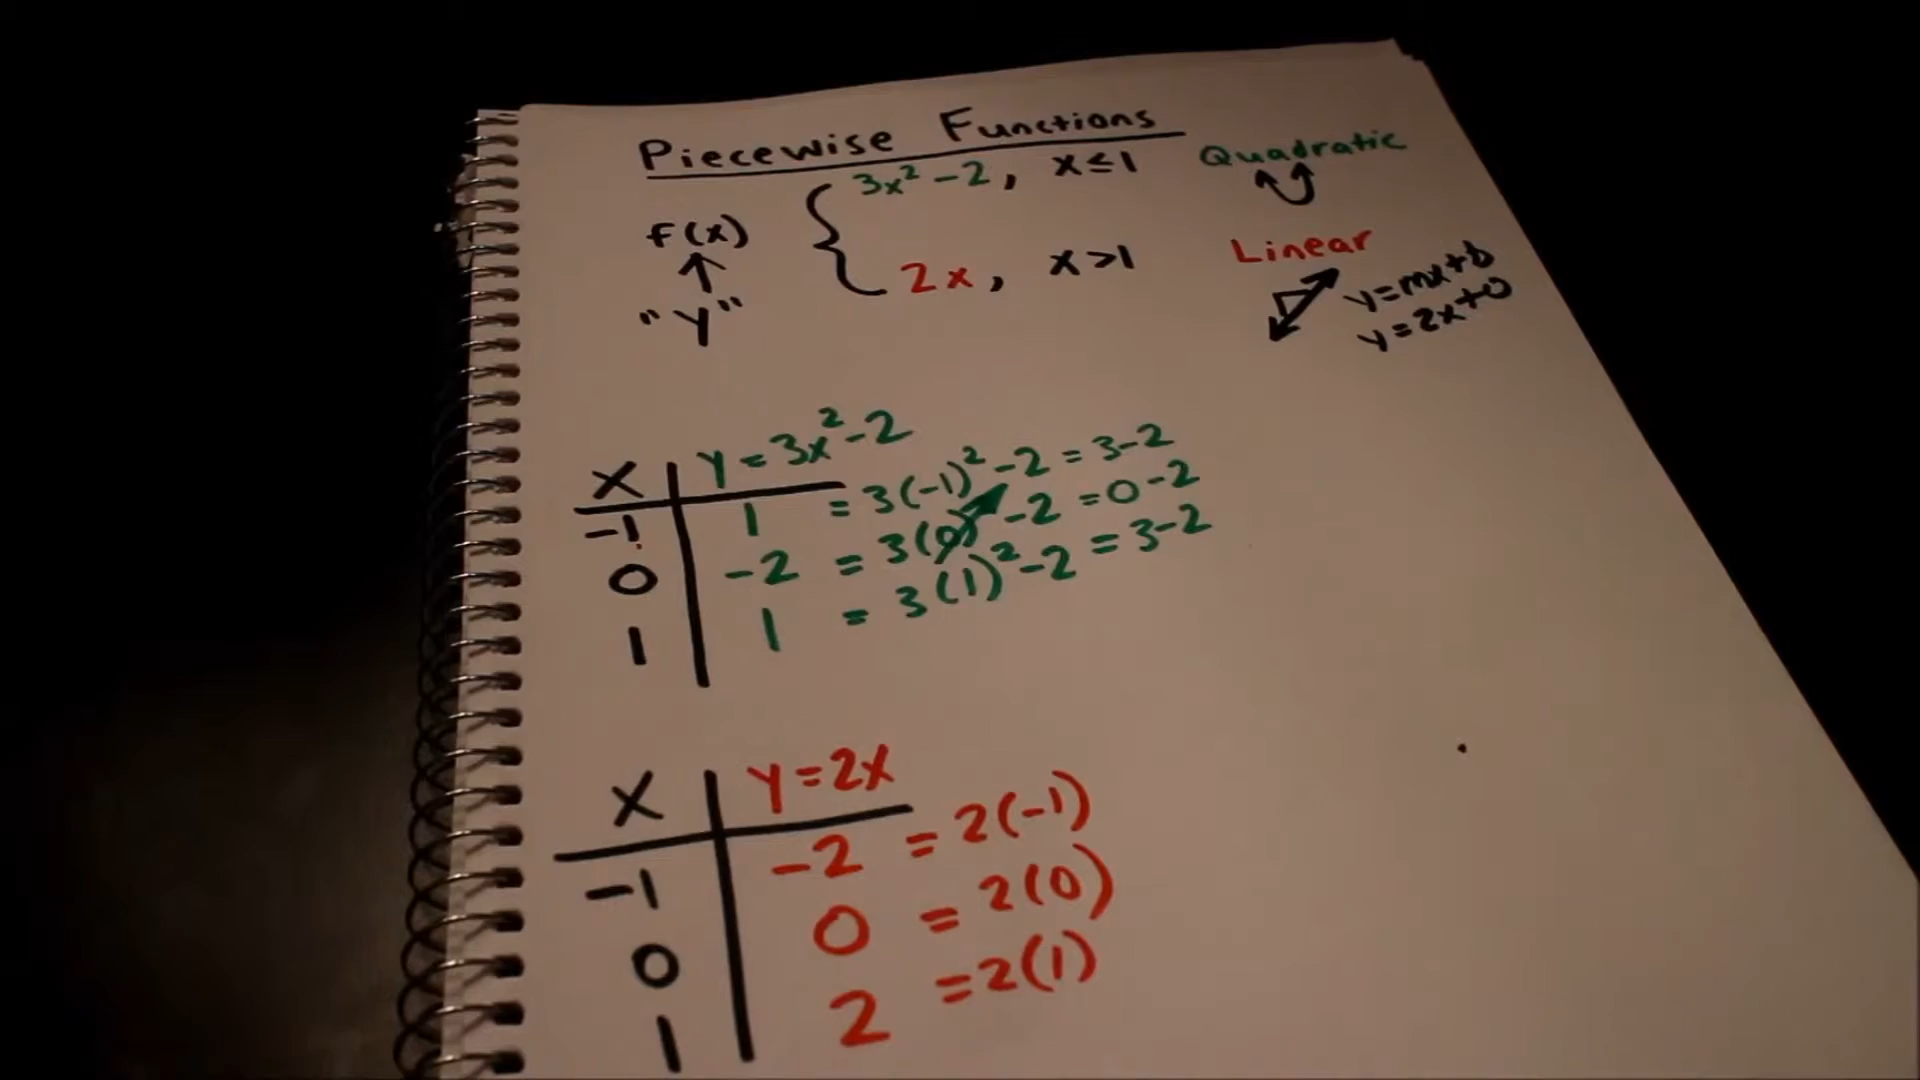 Piecewise Functions
f(x) { 3x² - 2, x ≤ 1 Quadratic
2x, x > 1 Linear
"Y"
y = mx + b
y = 2x + 0
X | Y = 3x² - 2
-1 | 1 = 3(-1)² - 2 = 3 - 2
0 | -2 = 3(0) - 2 = 0 - 2
1 | 1 = 3(1)² - 2 = 3 - 2
X | Y = 2x
-1 | -2 = 2(-1)
0 | 0 = 2(0)
1 | 2 = 2(1)